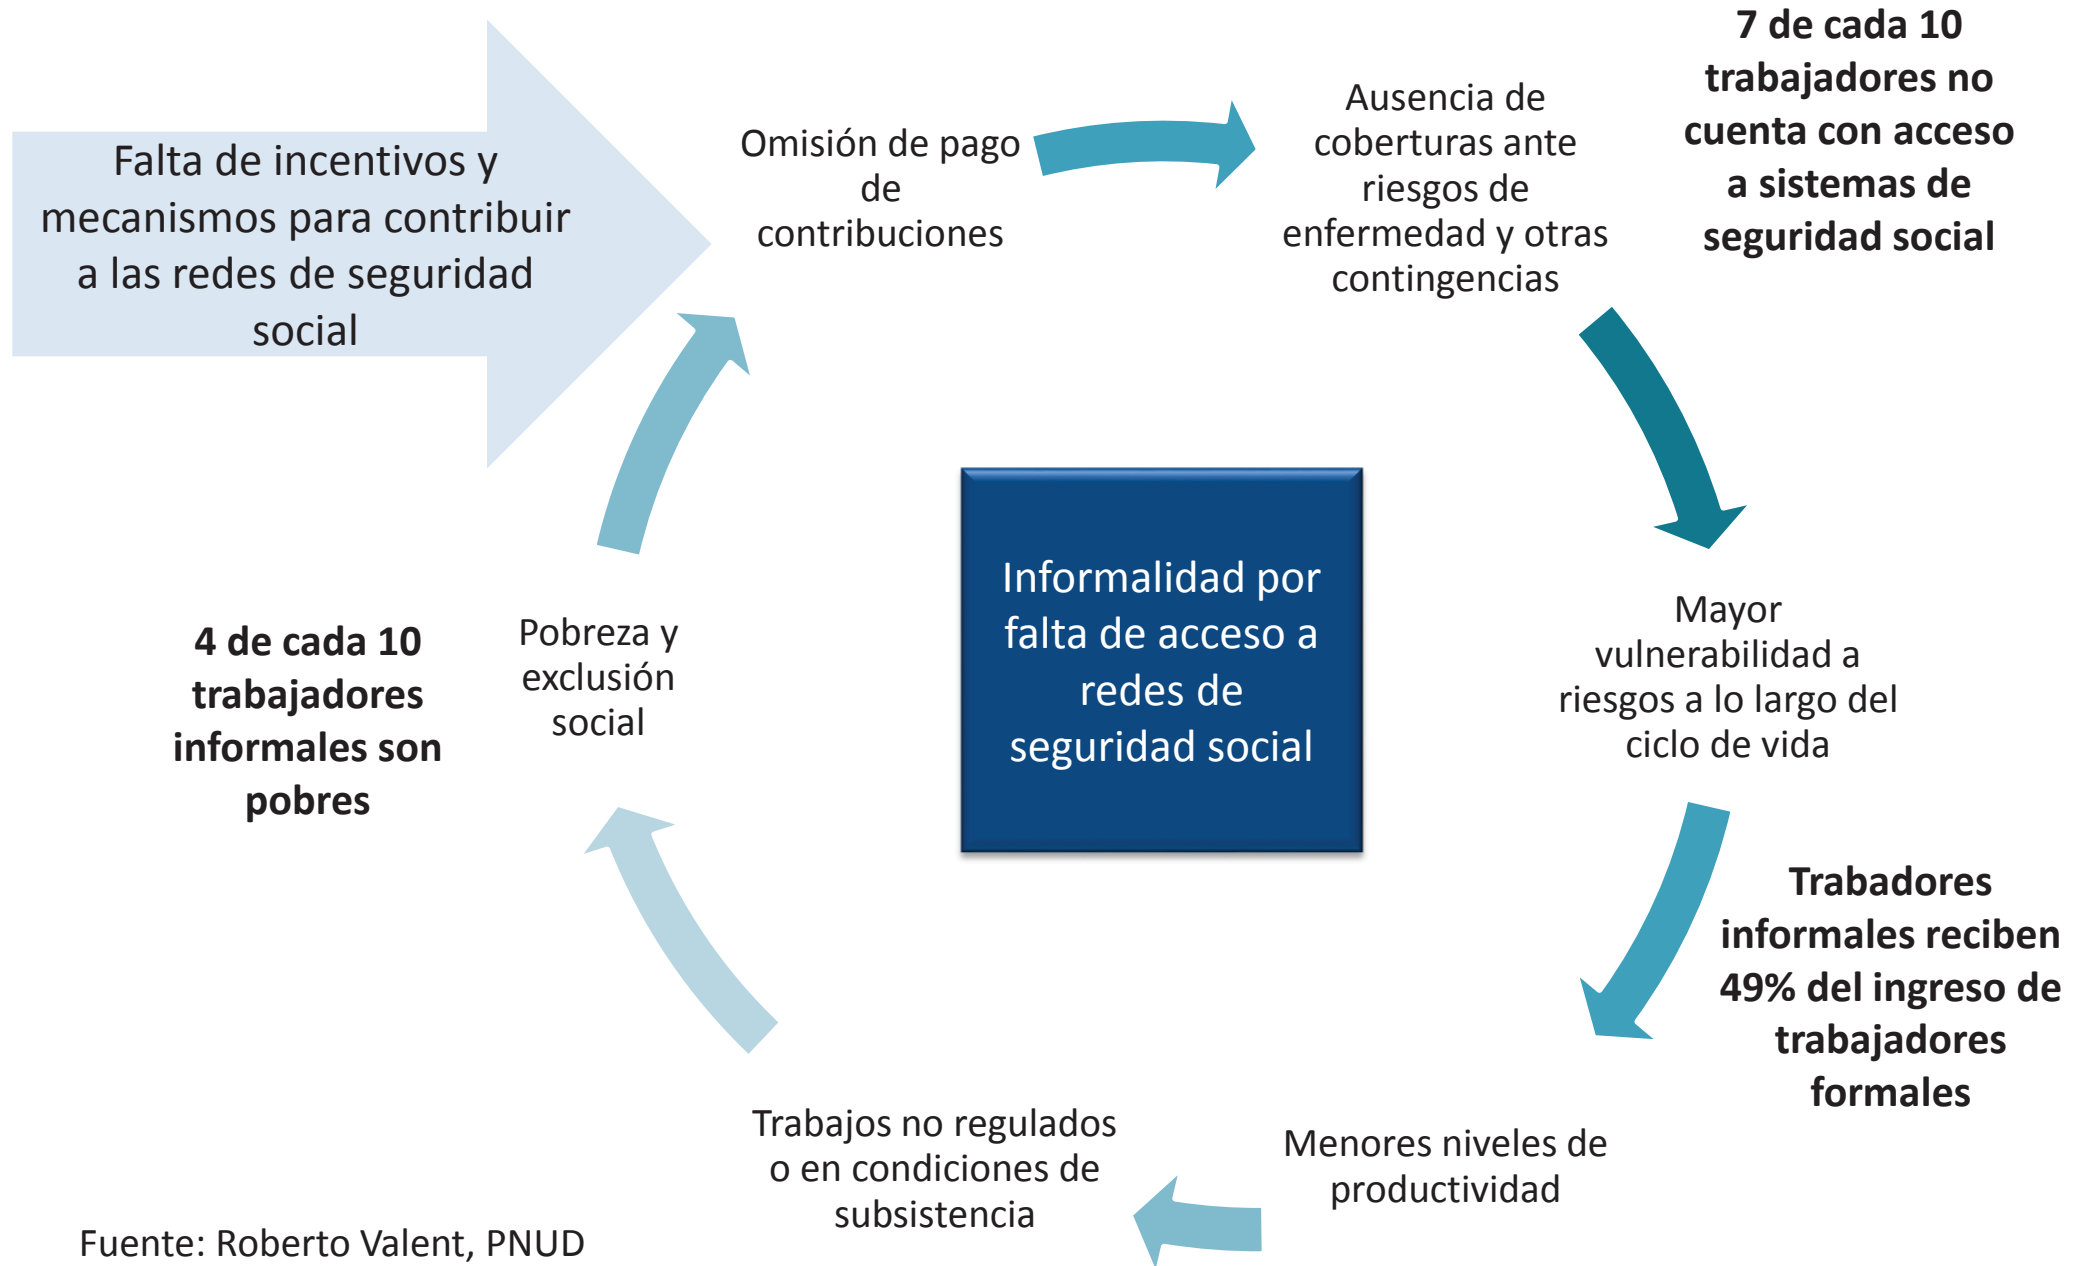 Falta de incentivos y
mecanismos para contribuir
a las redes de seguridad
social
Omisión de pago
de
contribuciones
Ausencia de
coberturas ante
riesgos de
enfermedad y otras
contingencias
7 de cada 10
trabajadores no
cuenta con acceso
a sistemas de
seguridad social
Mayor
vulnerabilidad a
riesgos a lo largo del
ciclo de vida
Trabadores
informales reciben
49% del ingreso de
trabajadores
formales
Menores niveles de
productividad
Trabajos no regulados
o en condiciones de
subsistencia
Pobreza y
exclusión
social
4 de cada 10
trabajadores
informales son
pobres
Informalidad por
falta de acceso a
redes de
seguridad social
Fuente: Roberto Valent, PNUD